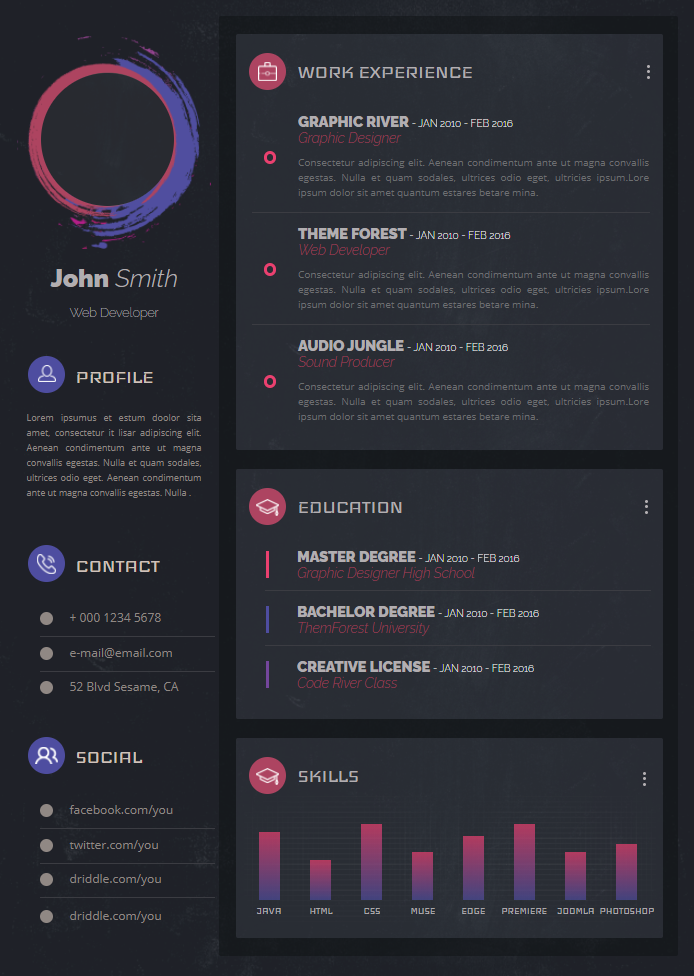 John Smith
Web Developer
PROFILE
Lorem ipsumus et estum doolor sita
amet, consectetur it lisar adipiscing elit.
Aenean condimentum ante ut magna
convallis egestas. Nulla et quam sodales,
ultrices odio eget. Aenean condimentum
ante ut magna convallis egestas. Nulla .
CONTACT
+ 000 1234 5678
e-mail@email.com
52 Blvd Sesame, CA
SOCIAL
facebook.com/you
twitter.com/you
driddle.com/you
driddle.com/you
WORK EXPERIENCE
GRAPHIC RIVER - JAN 2010 - FEB 2016
Graphic Designer
Consectetur adipiscing elit. Aenean condimentum ante ut magna convallis
egestas. Nulla et quam sodales, ultrices odio eget, ultricies ipsum.Lore
ipsum dolor sit amet quantum estares betare mina.
THEME FOREST - JAN 2010 - FEB 2016
Web Developer
Consectetur adipiscing elit. Aenean condimentum ante ut magna convallis
egestas. Nulla et quam sodales, ultrices odio eget, ultricies ipsum.Lore
ipsum dolor sit amet quantum estares betare mina.
AUDIO JUNGLE - JAN 2010 - FEB 2016
Sound Producer
Consectetur adipiscing elit. Aenean condimentum ante ut magna convallis
egestas. Nulla et quam sodales, ultrices odio eget, ultricies ipsum.Lore
ipsum dolor sit amet quantum estares betare mina.
EDUCATION
MASTER DEGREE - JAN 2010 - FEB 2016
Graphic Designer High School
BACHELOR DEGREE - JAN 2010 - FEB 2016
ThemForest University
CREATIVE LICENSE - JAN 2010 - FEB 2016
Code River Class
SKILLS
JAVA HTML CSS MUSE EDGE PREMIERE JOOMLA PHOTOSHOP